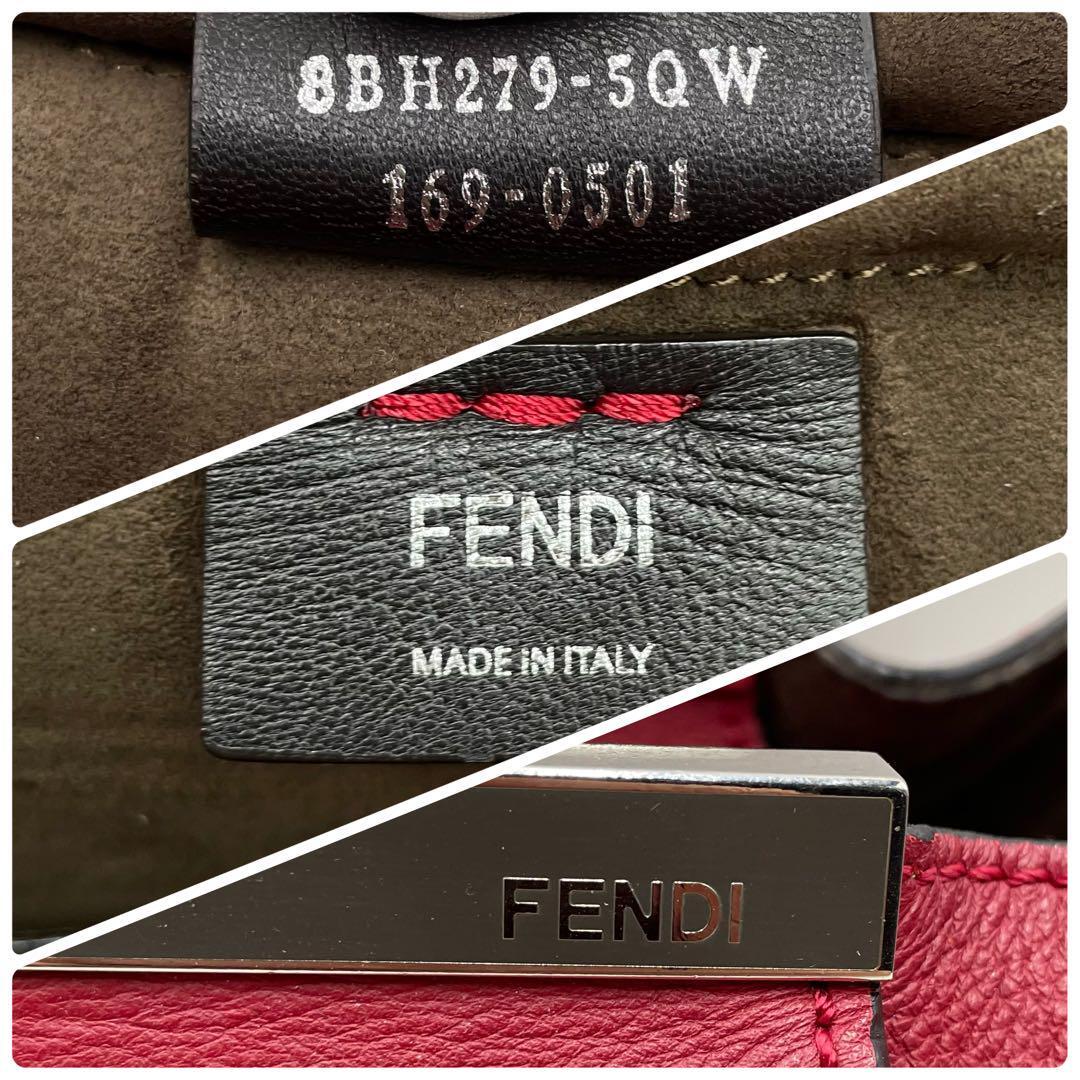 8BH279-5QW
169-0501
FENDI
MADE iN ITALY
FENDI